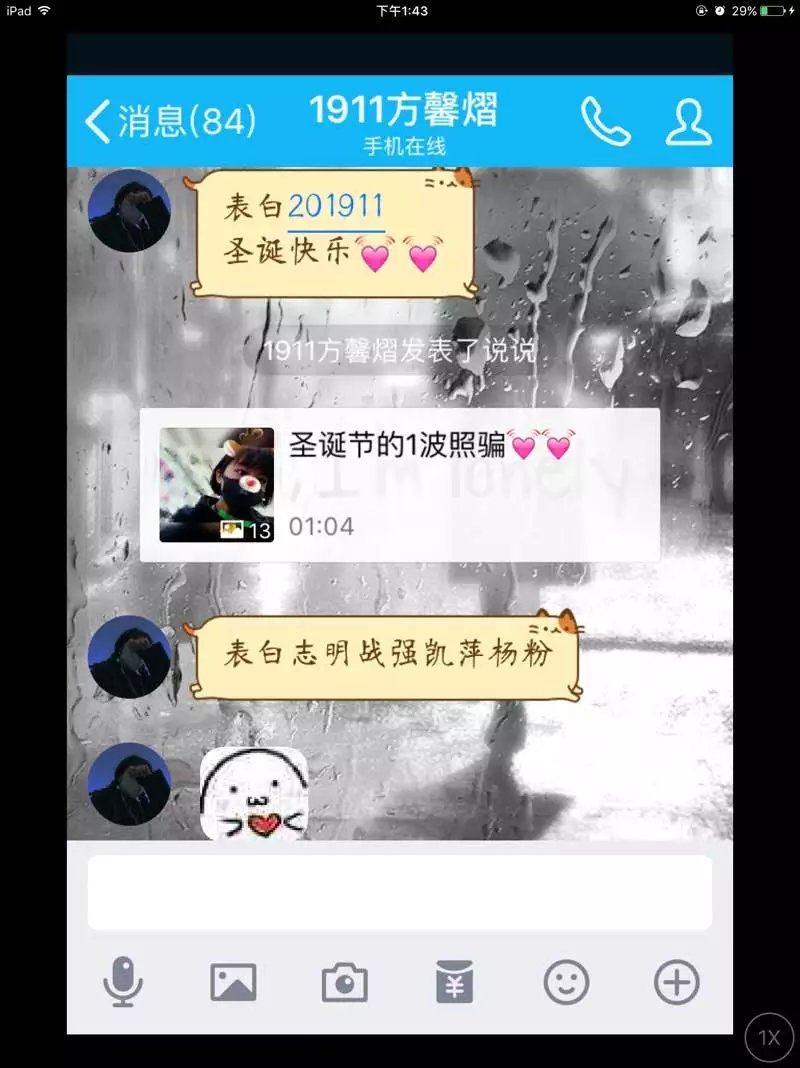 iPad
下午1:43
29%
消息(84)
1911方馨熠
手机在线
表白201911
圣诞快乐💓 💓
1911方馨熠发表了说说
圣诞节的1波照骗💓💓
13
01:04
I'm lonely
表白志明战强凯萍杨粉
¥
1X